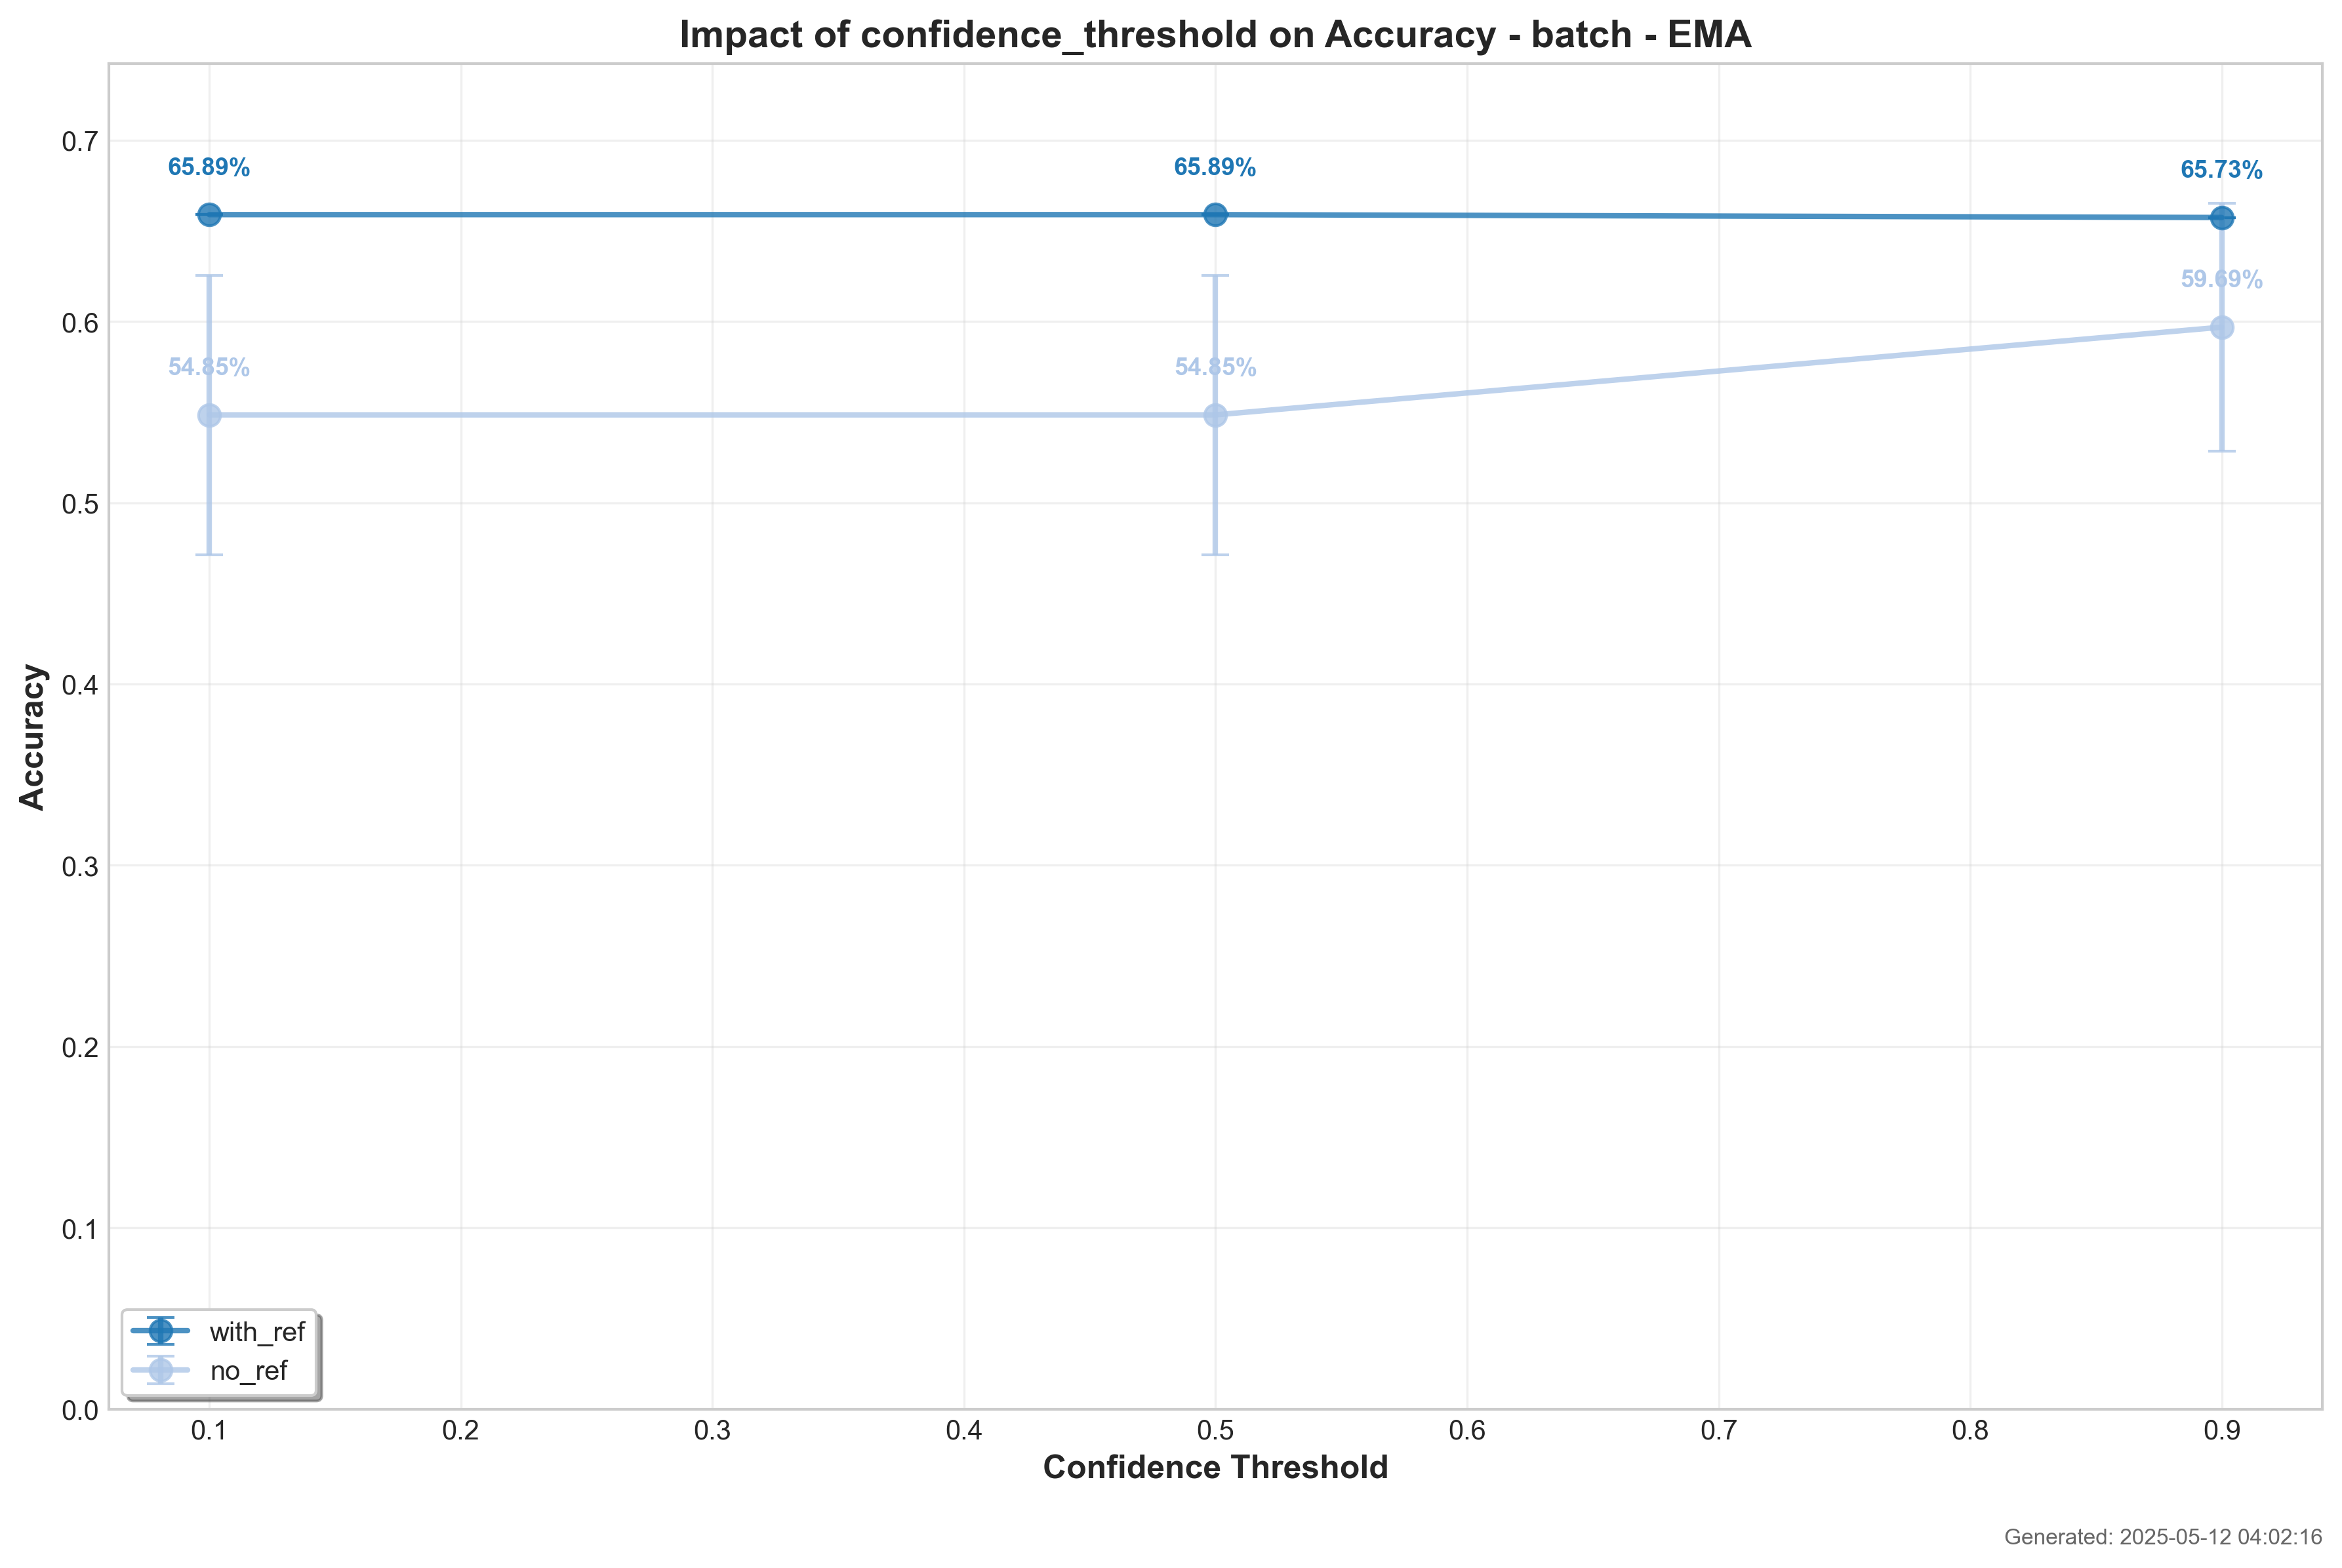 Impact of confidence_threshold on Accuracy - batch - EMA
Accuracy
0.7
0.6
0.5
0.4
0.3
0.2
0.1
0.0
65.89%
65.89%
65.73%
54.85%
54.85%
59.69%
with_ref
no_ref
0.1 0.2 0.3 0.4 0.5 0.6 0.7 0.8 0.9
Confidence Threshold
Generated: 2025-05-12 04:02:16